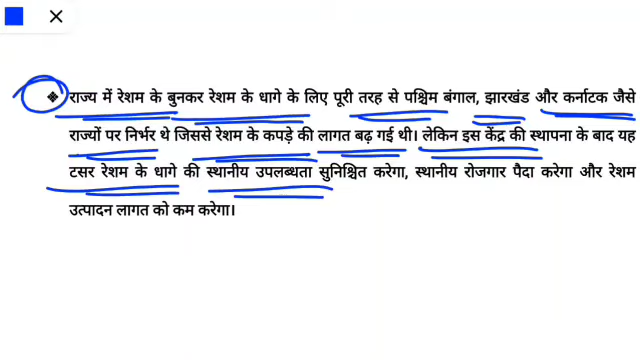 ❖ राज्य में रेशम के बुनकर रेशम के धागे के लिए पूरी तरह से पश्चिम बंगाल, झारखंड और कर्नाटक जैसे
राज्यों पर निर्भर थे जिससे रेशम के कपड़े की लागत बढ़ गई थी। लेकिन इस केंद्र की स्थापना के बाद यह
टसर रेशम के धागे की स्थानीय उपलब्धता सुनिश्चित करेगा, स्थानीय रोजगार पैदा करेगा और रेशम
उत्पादन लागत को कम करेगा।